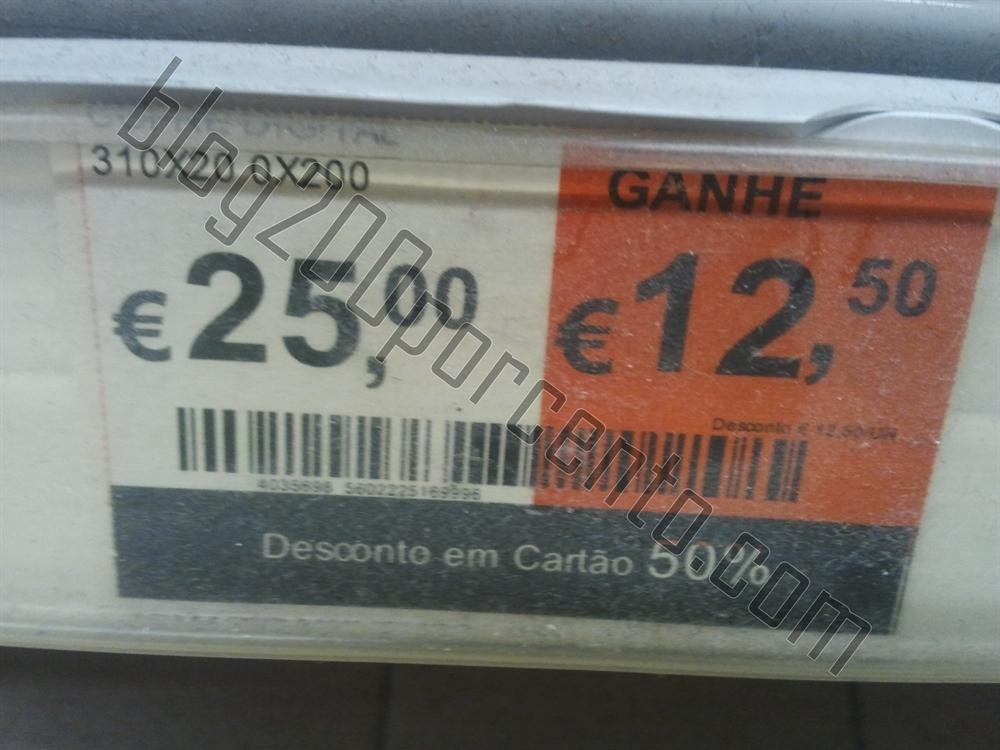 DIGITAL
310X20 0X200
GANHE
€25,00
€12,50
Desconto € 12,50/UN
4035698 5602225169996
Desconto em Cartão 50%
blog200porcento.com